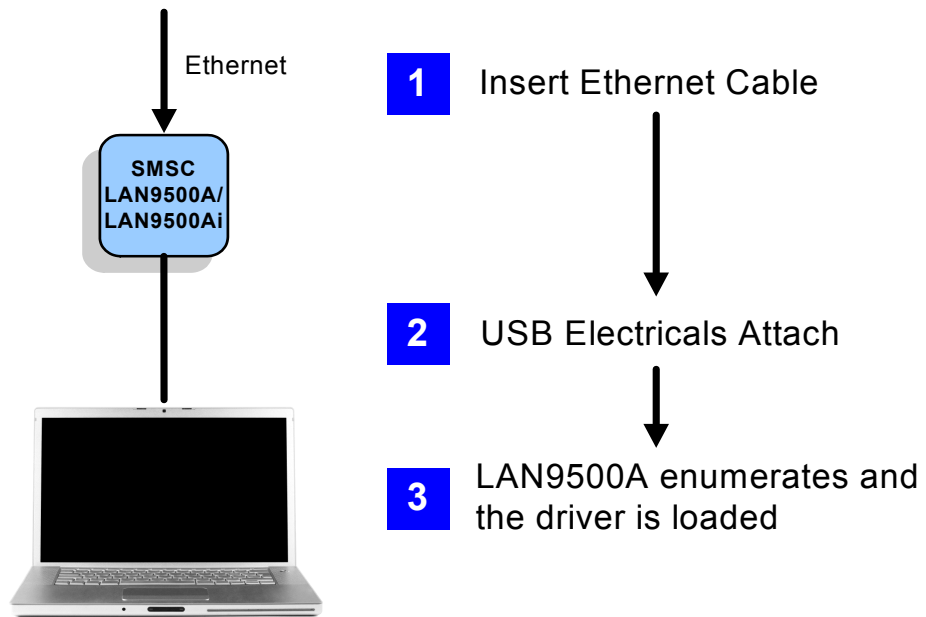 Ethernet
SMSC
LAN9500A/
LAN9500Ai
1
Insert Ethernet Cable
2
USB Electricals Attach
3
LAN9500A enumerates and
the driver is loaded